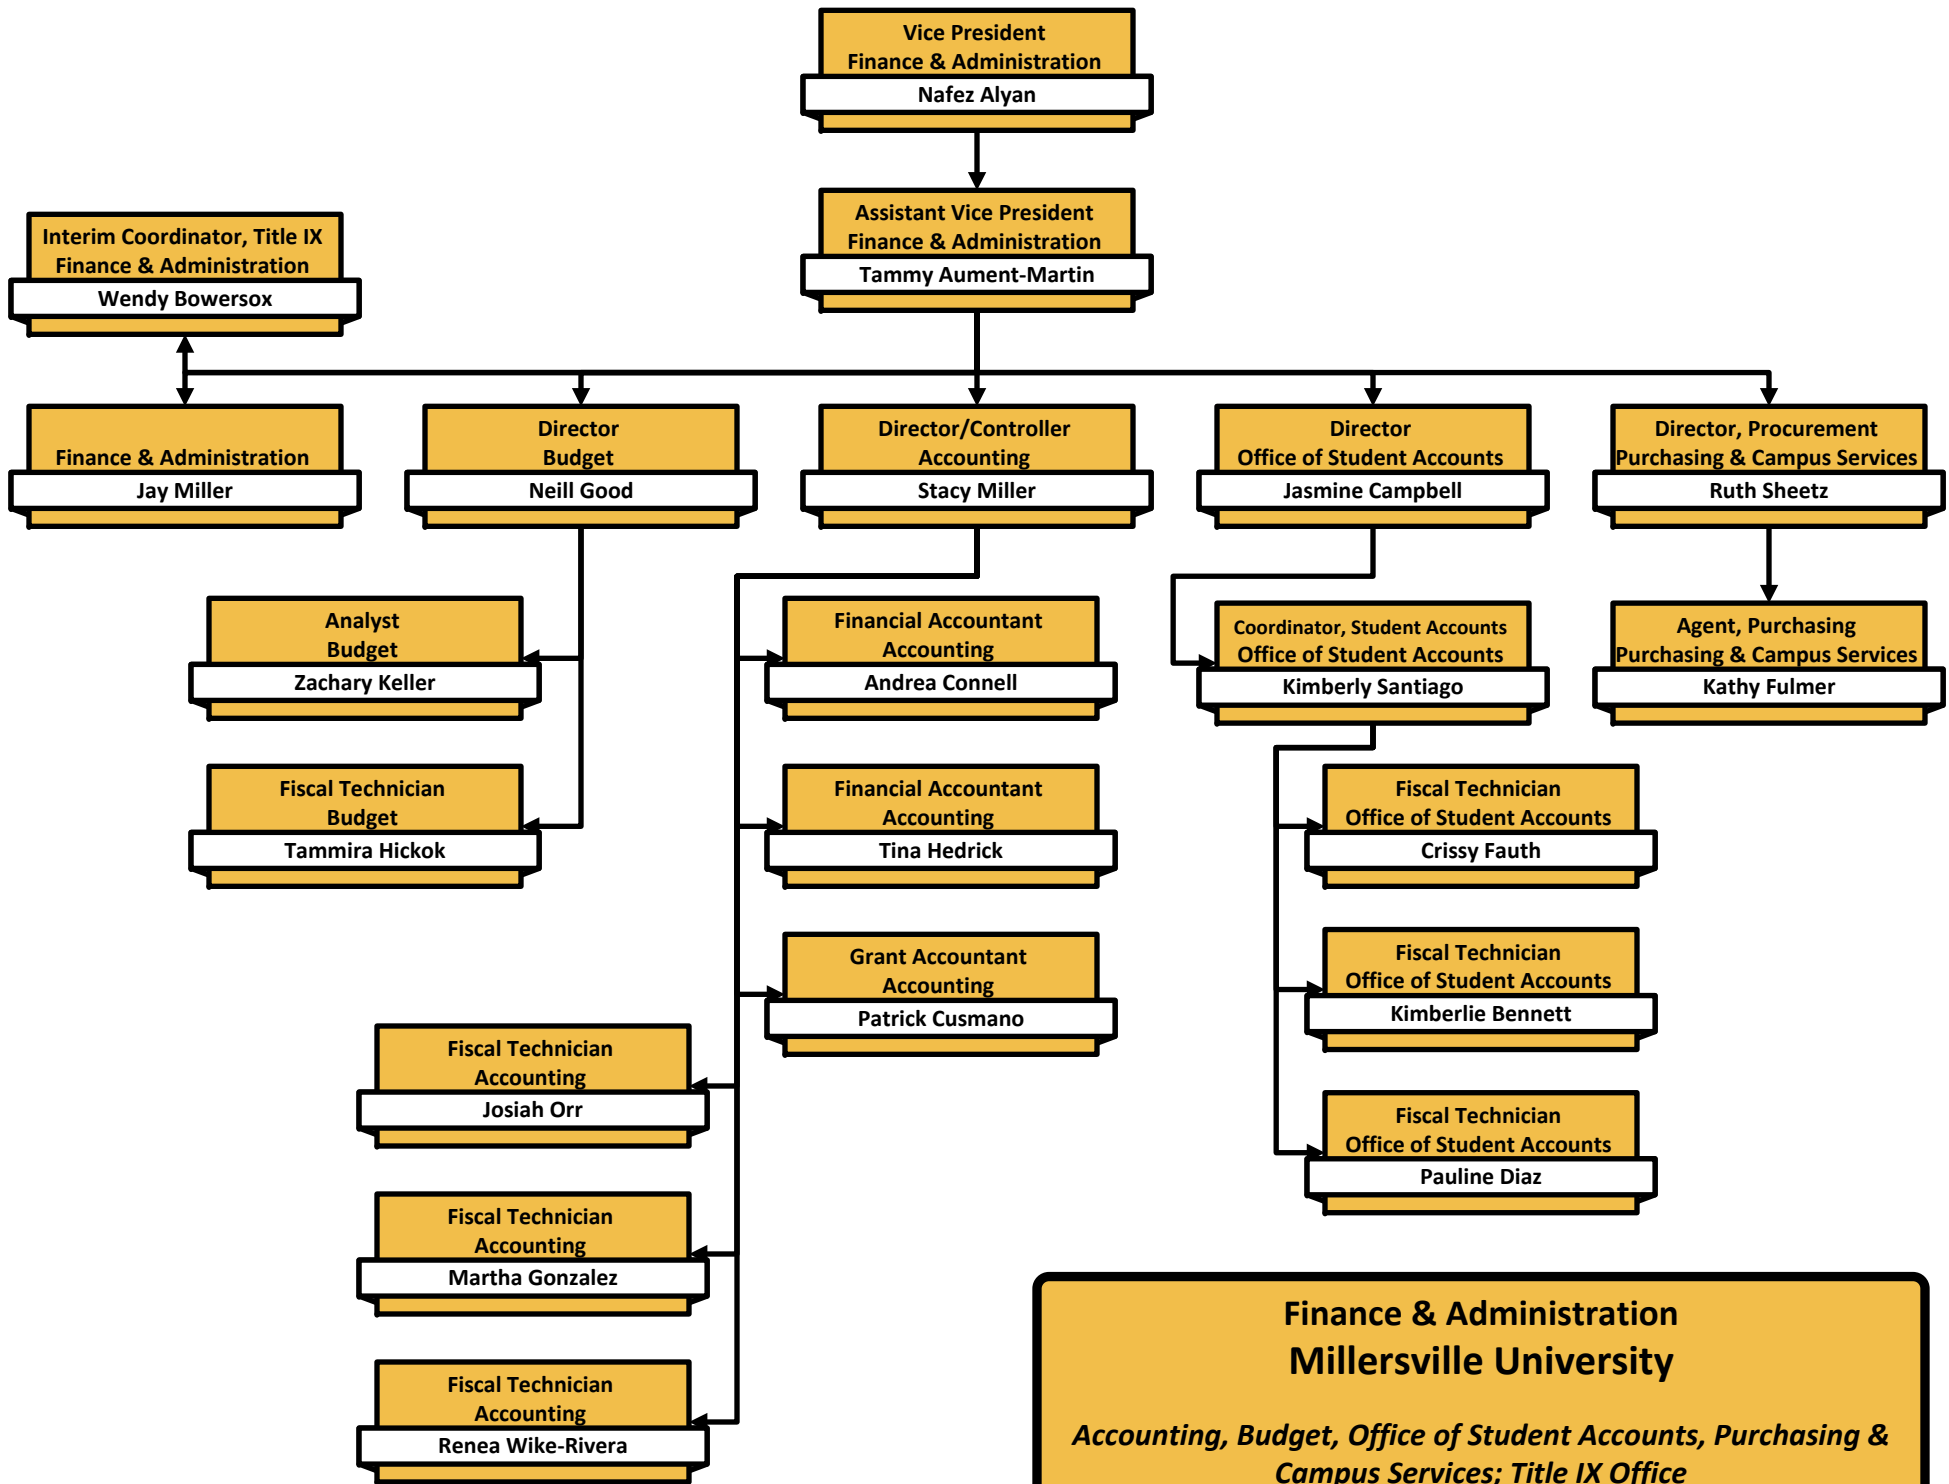 Vice President
Finance & Administration
Nafez Alyan
Assistant Vice President
Finance & Administration
Tammy Aument-Martin
Interim Coordinator, Title IX
Finance & Administration
Wendy Bowersox
Finance & Administration
Jay Miller
Director
Budget
Neill Good
Director/Controller
Accounting
Stacy Miller
Director
Office of Student Accounts
Jasmine Campbell
Director, Procurement
Purchasing & Campus Services
Ruth Sheetz
Analyst
Budget
Zachary Keller
Financial Accountant
Accounting
Andrea Connell
Coordinator, Student Accounts
Office of Student Accounts
Kimberly Santiago
Agent, Purchasing
Purchasing & Campus Services
Kathy Fulmer
Fiscal Technician
Budget
Tammira Hickok
Financial Accountant
Accounting
Tina Hedrick
Fiscal Technician
Office of Student Accounts
Crissy Fauth
Grant Accountant
Accounting
Patrick Cusmano
Fiscal Technician
Office of Student Accounts
Kimberlie Bennett
Fiscal Technician
Accounting
Josiah Orr
Fiscal Technician
Office of Student Accounts
Pauline Diaz
Fiscal Technician
Accounting
Martha Gonzalez
Fiscal Technician
Accounting
Renea Wike-Rivera
Finance & Administration
Millersville University
Accounting, Budget, Office of Student Accounts, Purchasing &
Campus Services; Title IX Office